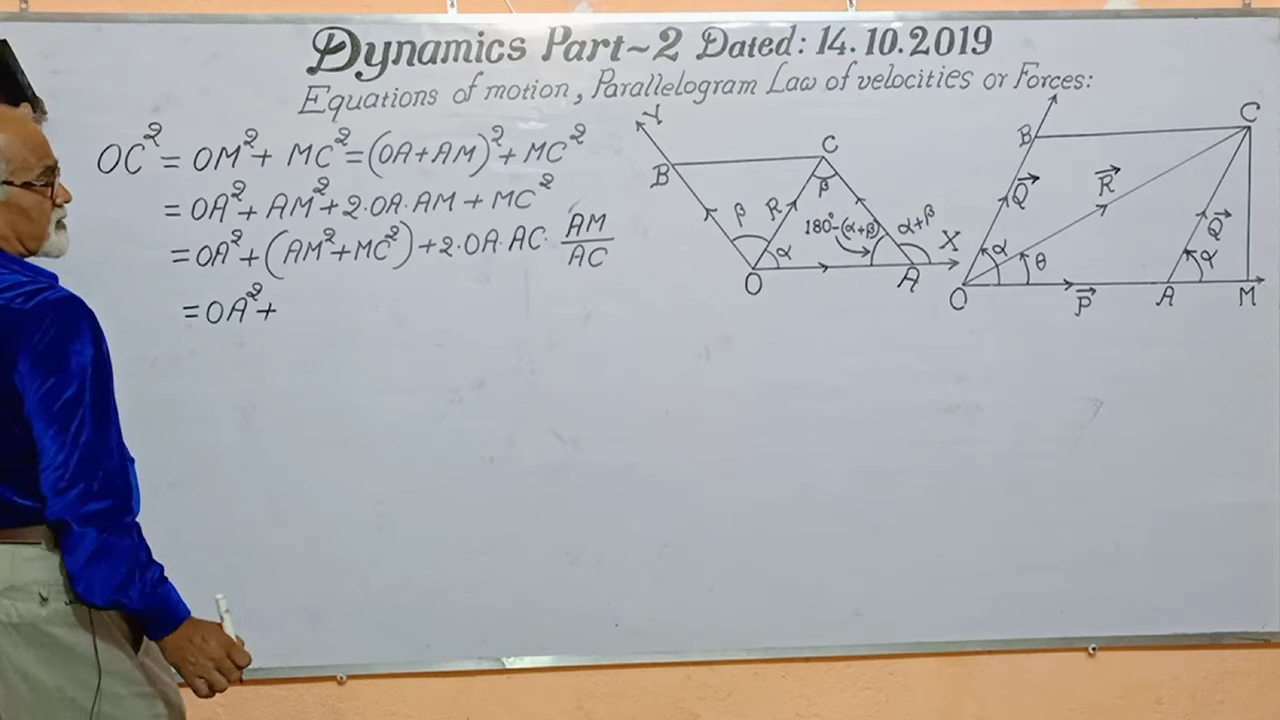 Dynamics Part~2 Dated: 14.10.2019
Equations of motion, Parallelogram Law of velocities or Forces:
OC² = OM² + MC² = (OA+AM)² + MC²
= OA² + AM² + 2·OA·AM + MC²
= OA² + (AM² + MC²) + 2·OA·AC· AM/AC
= OA² +
Y
B
C
β
β
R
α
180°-(α+β)
α+β
X
O
A
B
C
Q⃗
R⃗
Q⃗
α
θ
α
O
P⃗
A
M